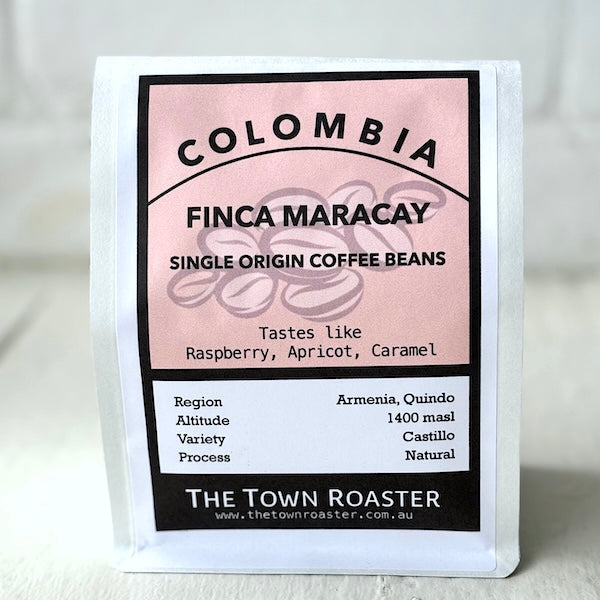 COLOMBIA
FINCA MARACAY
SINGLE ORIGIN COFFEE BEANS
Tastes like
Raspberry, Apricot, Caramel
Region Armenia, Quindo
Altitude 1400 masl
Variety Castillo
Process Natural
THE TOWN ROASTER
www.thetownroaster.com.au